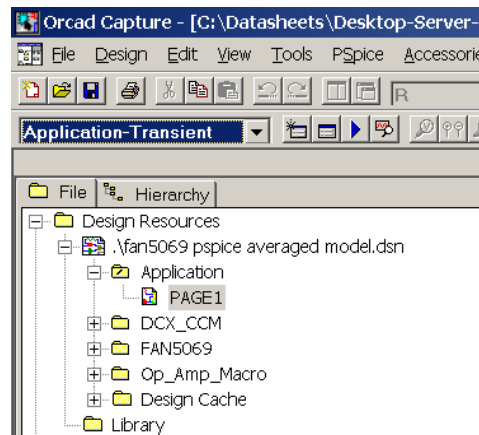 Orcad Capture - [C:\Datasheets\Desktop-Server-
File Design Edit View Tools PSpice Accessorie
R
Application-Transient
File Hierarchy
Design Resources
.\fan5069 pspice averaged model.dsn
Application
PAGE1
DCX_CCM
FAN5069
Op_Amp_Macro
Design Cache
Library